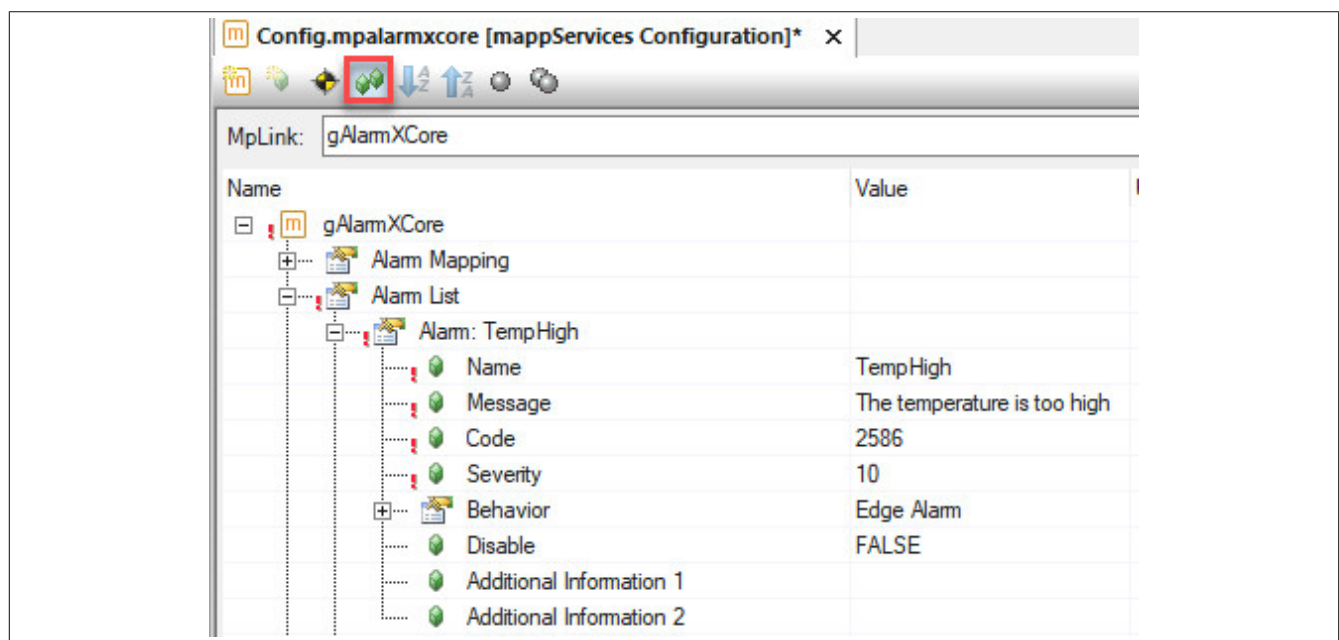 Config.mpalarmxcore [mappServices Configuration]* ×
MpLink: gAlarmXCore
Name Value
gAlarmXCore
Alarm Mapping
Alarm List
Alarm: TempHigh
Name TempHigh
Message The temperature is too high
Code 2586
Severity 10
Behavior Edge Alarm
Disable FALSE
Additional Information 1
Additional Information 2